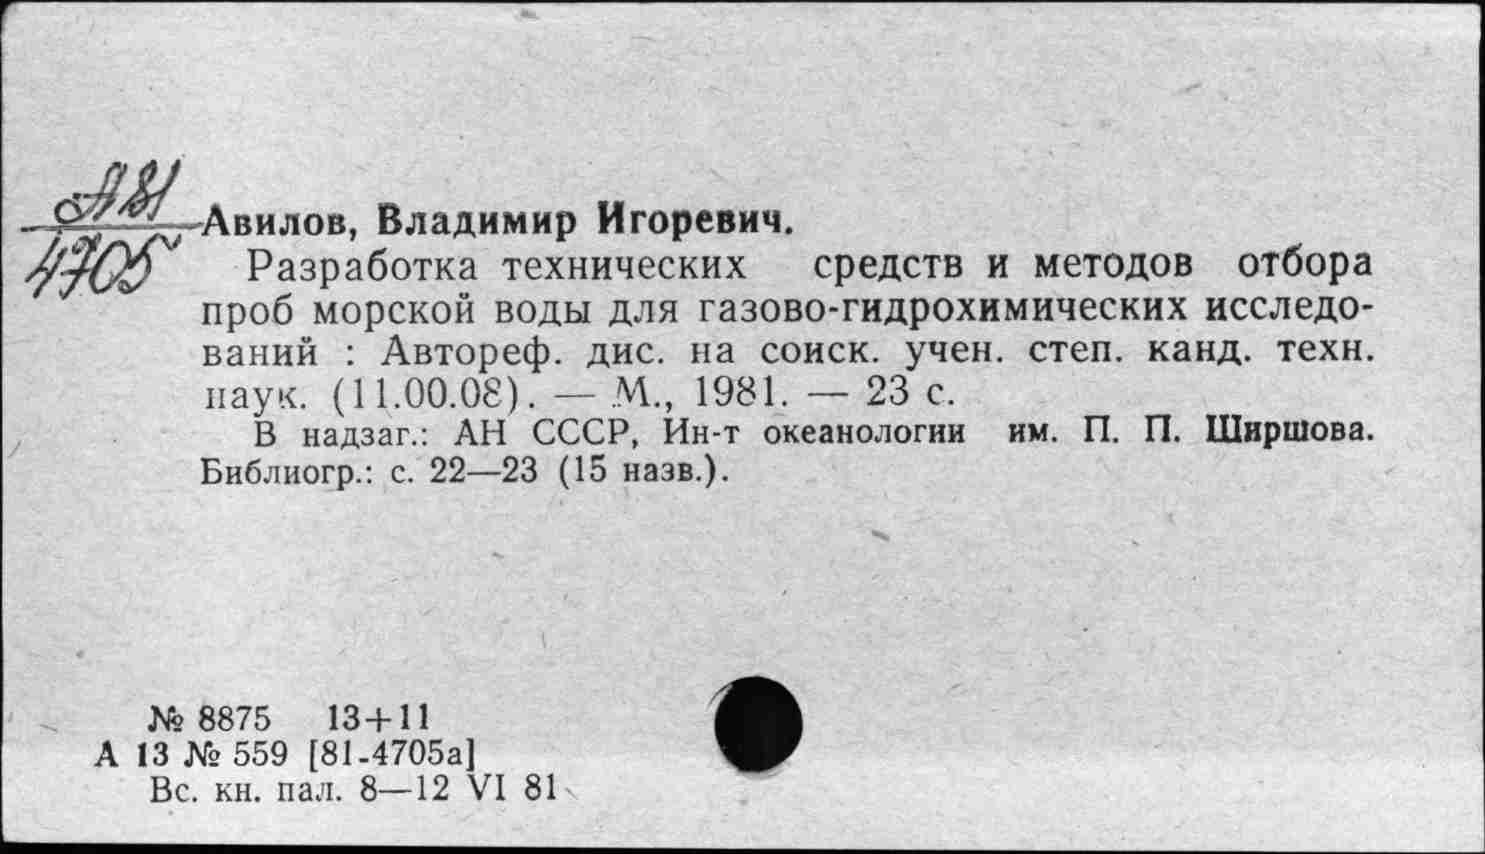 А81
4705
Авилов, Владимир Игоревич.
Разработка технических средств и методов отбора
проб морской воды для газово-гидрохимических исследо-
ваний : Автореф. дис. на соиск. учен. степ. канд. техн.
наук. (11.00.08). — М., 1981. — 23 с.
В надзаг.: АН СССР, Ин-т океанологии им. П. П. Ширшова.
Библиогр.: с. 22—23 (15 назв.).
№ 8875 13+11
А 13 № 559 [81-4705а]
Вс. кн. пал. 8—12 VI 81